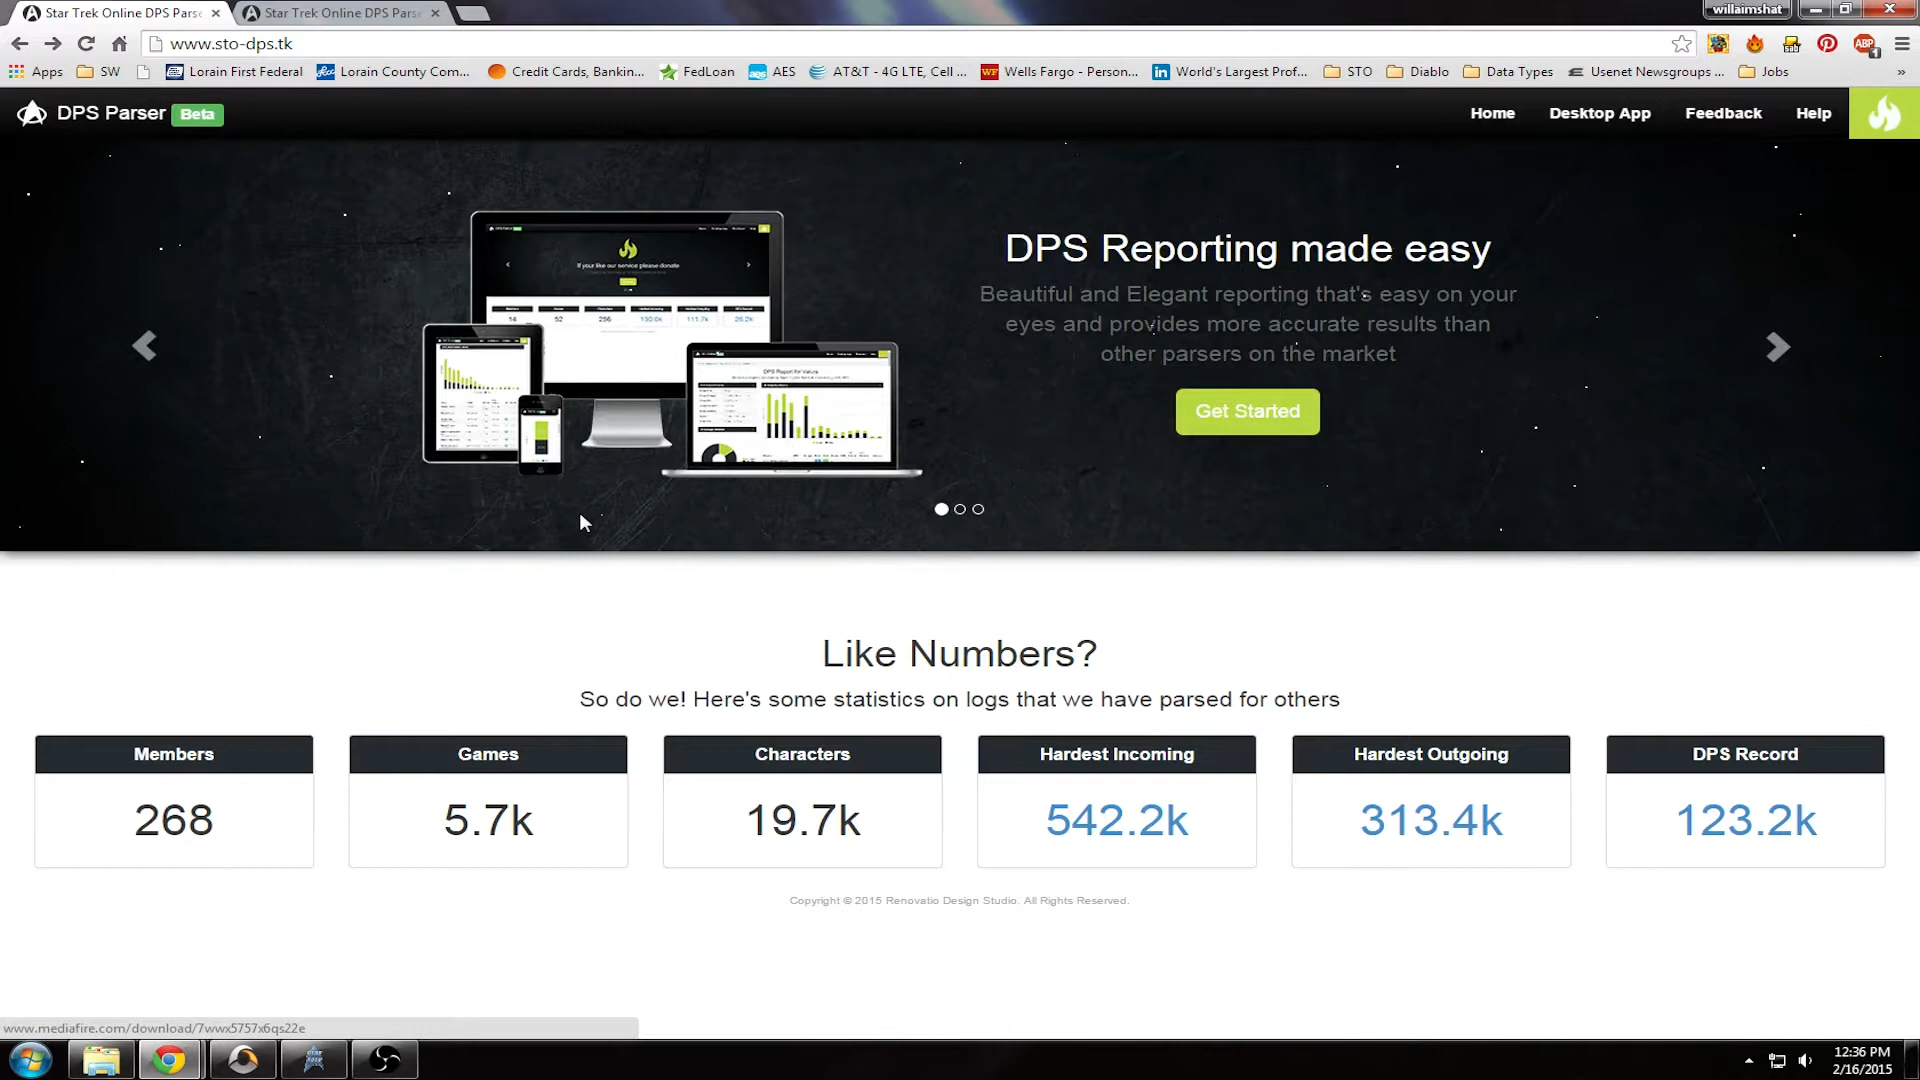 Star Trek Online DPS Parse
Star Trek Online DPS Parse
willaimshat
www.sto-dps.tk
Apps
SW
Lorain First Federal
Lorain County Com...
Credit Cards, Bankin...
FedLoan
AES
AT&T - 4G LTE, Cell ...
Wells Fargo - Person...
World's Largest Prof...
STO
Diablo
Data Types
Usenet Newsgroups ...
Jobs
DPS Parser Beta
Home
Desktop App
Feedback
Help
If your like our service please donate
DPS Reporting made easy
Beautiful and Elegant reporting that's easy on your
eyes and provides more accurate results than
other parsers on the market
Get Started
Like Numbers?
So do we! Here's some statistics on logs that we have parsed for others
Members
Games
Characters
Hardest Incoming
Hardest Outgoing
DPS Record
268
5.7k
19.7k
542.2k
313.4k
123.2k
Copyright © 2015 Renovatio Design Studio. All Rights Reserved.
www.mediafire.com/download/7wwx5757x6qs22e
12:36 PM
2/16/2015